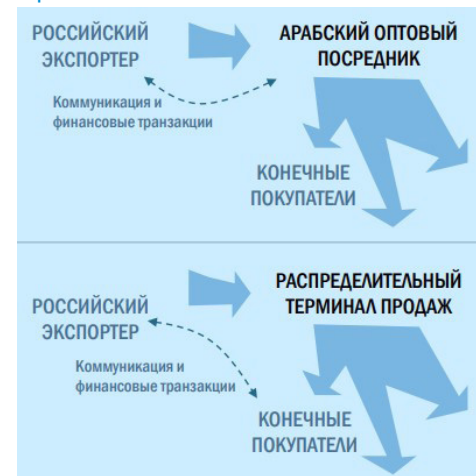 РОССИЙСКИЙ
ЭКСПОРТЕР
АРАБСКИЙ ОПТОВЫЙ
ПОСРЕДНИК
Коммуникация и
финансовые транзакции
КОНЕЧНЫЕ
ПОКУПАТЕЛИ
РАСПРЕДЕЛИТЕЛЬНЫЙ
ТЕРМИНАЛ ПРОДАЖ
РОССИЙСКИЙ
ЭКСПОРТЕР
Коммуникация и
финансовые транзакции
КОНЕЧНЫЕ
ПОКУПАТЕЛИ